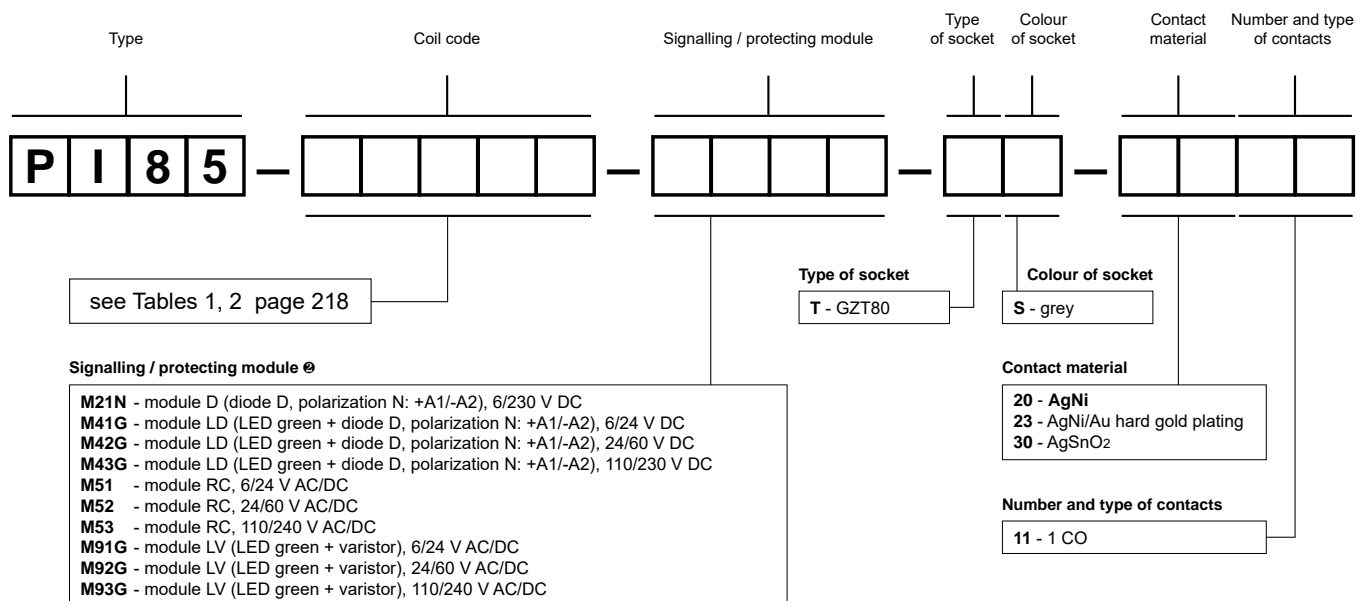 Type
Coil code
Signalling / protecting module
Type
of socket
Colour
of socket
Contact
material
Number and type
of contacts
P I 8 5 – – – –
see Tables 1, 2 page 218
Type of socket
T - GZT80
Colour of socket
S - grey
Signalling / protecting module ❷
M21N - module D (diode D, polarization N: +A1/-A2), 6/230 V DC
M41G - module LD (LED green + diode D, polarization N: +A1/-A2), 6/24 V DC
M42G - module LD (LED green + diode D, polarization N: +A1/-A2), 24/60 V DC
M43G - module LD (LED green + diode D, polarization N: +A1/-A2), 110/230 V DC
M51 - module RC, 6/24 V AC/DC
M52 - module RC, 24/60 V AC/DC
M53 - module RC, 110/240 V AC/DC
M91G - module LV (LED green + varistor), 6/24 V AC/DC
M92G - module LV (LED green + varistor), 24/60 V AC/DC
M93G - module LV (LED green + varistor), 110/240 V AC/DC
Contact material
20 - AgNi
23 - AgNi/Au hard gold plating
30 - AgSnO2
Number and type of contacts
11 - 1 CO